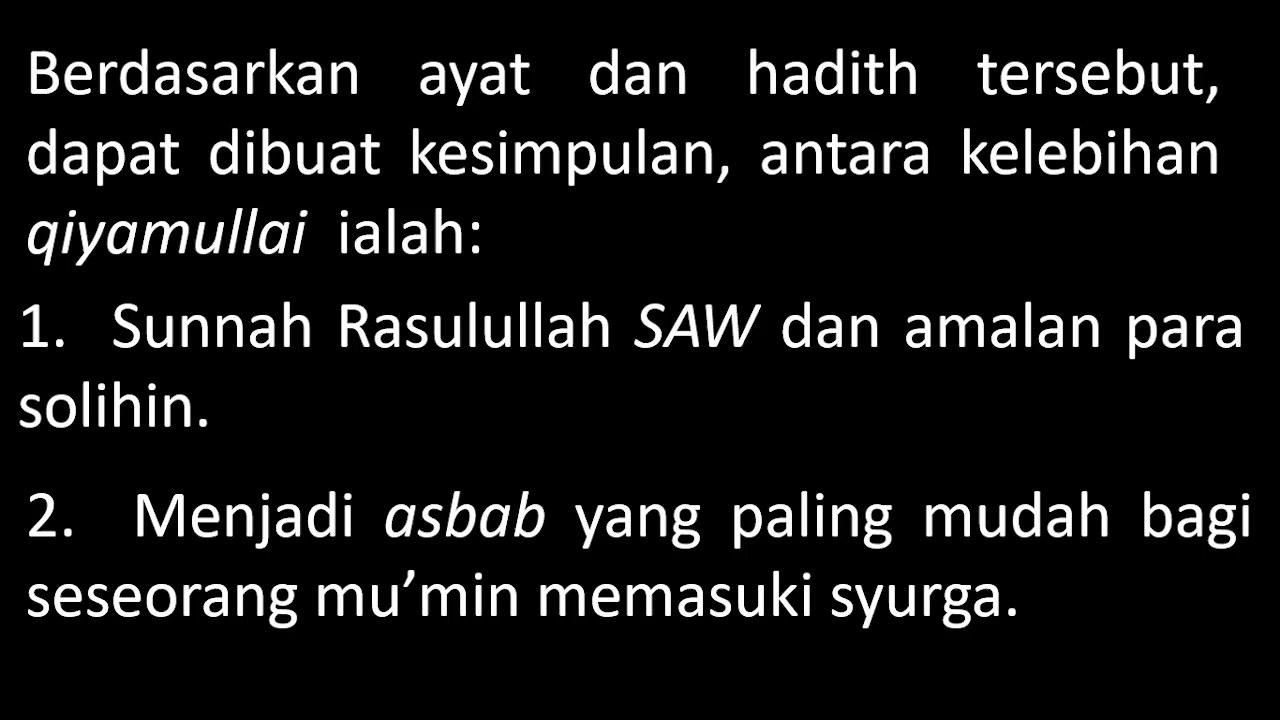 Berdasarkan ayat dan hadith tersebut,
dapat dibuat kesimpulan, antara kelebihan
qiyamullai ialah:
1. Sunnah Rasulullah SAW dan amalan para
solihin.
2. Menjadi asbab yang paling mudah bagi
seseorang mu’min memasuki syurga.